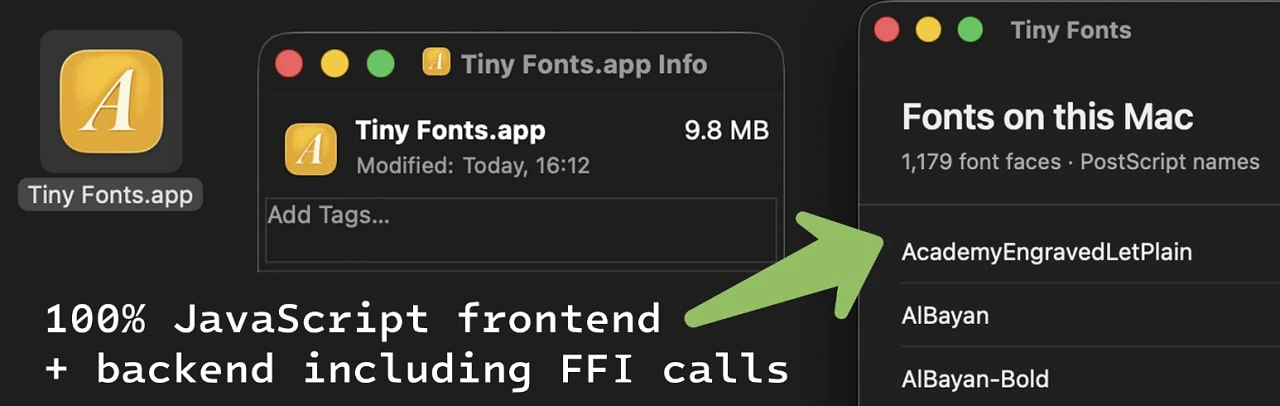 A
Tiny Fonts.app
Tiny Fonts.app Info
A
Tiny Fonts.app
9.8 MB
Modified: Today, 16:12
Add Tags...
100% JavaScript frontend
+ backend including FFI calls
Tiny Fonts
Fonts on this Mac
1,179 font faces · PostScript names
AcademyEngravedLetPlain
AlBayan
AlBayan-Bold